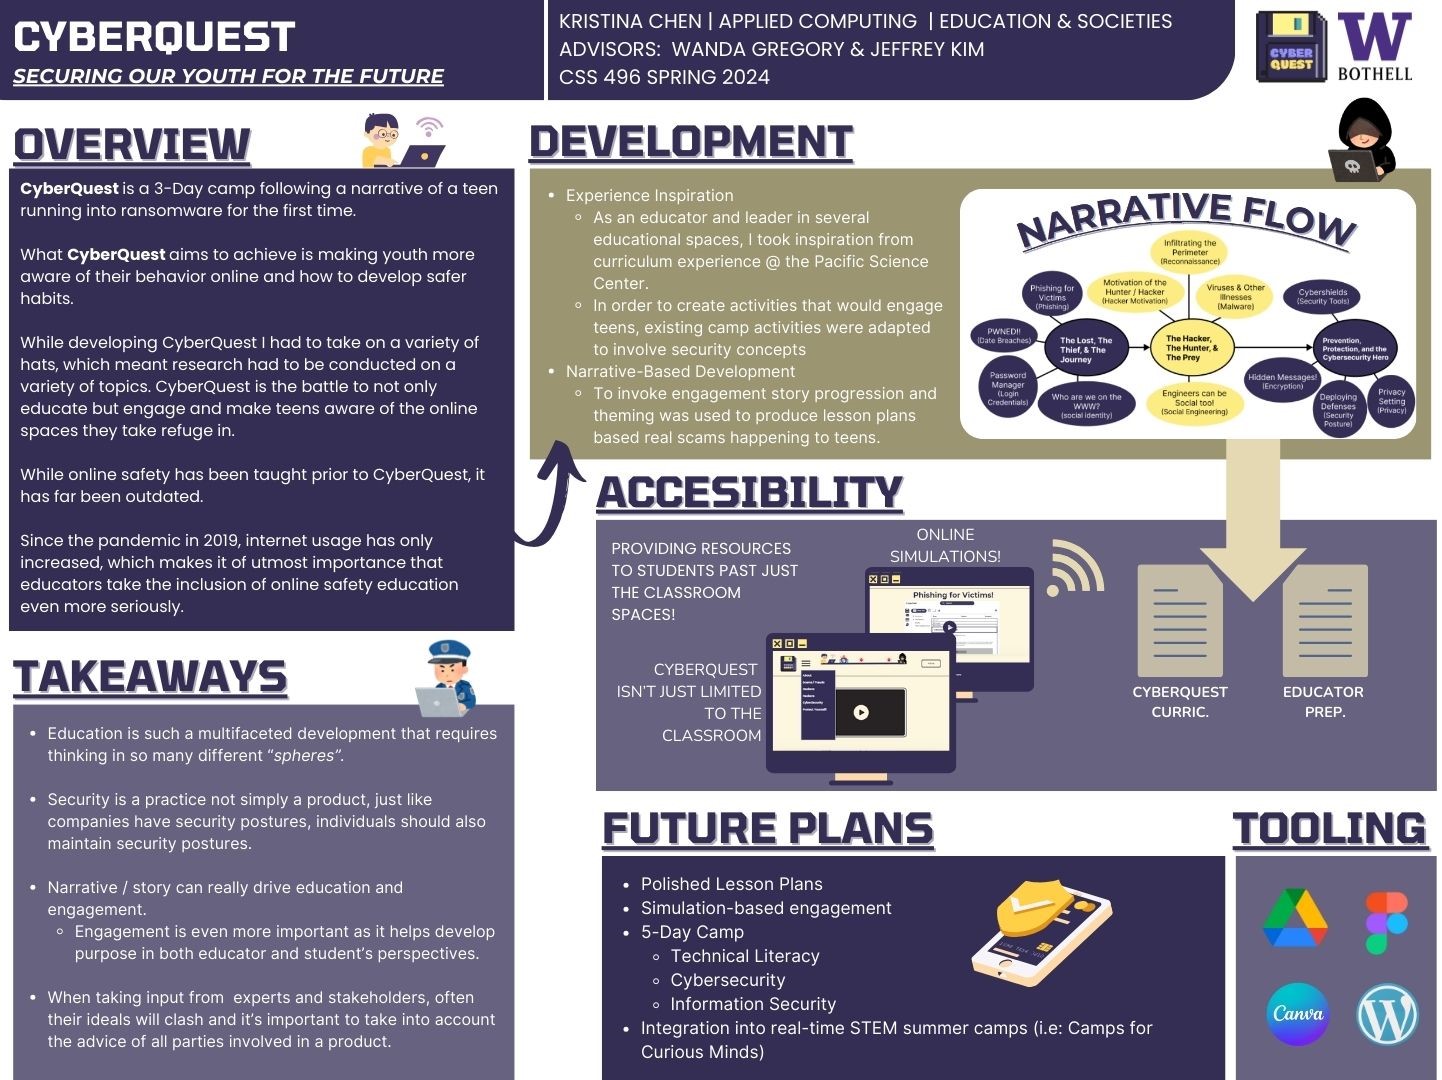 CYBERQUEST
SECURING OUR YOUTH FOR THE FUTURE
KRISTINA CHEN | APPLIED COMPUTING | EDUCATION & SOCIETIES
ADVISORS: WANDA GREGORY & JEFFREY KIM
CSS 496 SPRING 2024
CYBER
QUEST
W
BOTHELL
OVERVIEW
CyberQuest is a 3-Day camp following a narrative of a teen
running into ransomware for the first time.
What CyberQuest aims to achieve is making youth more
aware of their behavior online and how to develop safer
habits.
While developing CyberQuest I had to take on a variety of
hats, which meant research had to be conducted on a
variety of topics. CyberQuest is the battle to not only
educate but engage and make teens aware of the online
spaces they take refuge in.
While online safety has been taught prior to CyberQuest, it
has far been outdated.
Since the pandemic in 2019, internet usage has only
increased, which makes it of utmost importance that
educators take the inclusion of online safety education
even more seriously.
TAKEAWAYS
• Education is such a multifaceted development that requires
thinking in so many different “spheres”.
• Security is a practice not simply a product, just like
companies have security postures, individuals should also
maintain security postures.
• Narrative / story can really drive education and
engagement.
◦ Engagement is even more important as it helps develop
purpose in both educator and student’s perspectives.
• When taking input from experts and stakeholders, often
their ideals will clash and it’s important to take into account
the advice of all parties involved in a product.
DEVELOPMENT
• Experience Inspiration
◦ As an educator and leader in several
educational spaces, I took inspiration from
curriculum experience @ the Pacific Science
Center.
◦ In order to create activities that would engage
teens, existing camp activities were adapted
to involve security concepts
• Narrative-Based Development
◦ To invoke engagement story progression and
theming was used to produce lesson plans
based real scams happening to teens.
NARRATIVE FLOW
Infiltrating the
Perimeter
(Reconnaissance)
Phishing for
Victims
(Phishing)
Motivation of the
Hunter / Hacker
(Hacker Motivation)
Viruses & Other
Illnesses
(Malware)
Cybershields
(Security Tools)
PWNED!!
(Date Breaches)
The Lost, The
Thief, & The
Journey
The Hacker,
The Hunter, &
The Prey
Prevention,
Protection, and the
Cybersecurity Hero
Password
Manager
(Login
Credentials)
Who are we on the
WWW?
(social identity)
Engineers can be
Social too!
(Social Engineering)
Hidden Messages!
(Encryption)
Deploying
Defenses
(Security
Posture)
Privacy
Setting
(Privacy)
ACCESIBILITY
PROVIDING RESOURCES
TO STUDENTS PAST JUST
THE CLASSROOM
SPACES!
ONLINE
SIMULATIONS!
Phishing for Victims!
CYBERQUEST
ISN’T JUST LIMITED
TO THE
CLASSROOM
CYBERQUEST
CURRIC.
EDUCATOR
PREP.
FUTURE PLANS
• Polished Lesson Plans
• Simulation-based engagement
• 5-Day Camp
◦ Technical Literacy
◦ Cybersecurity
◦ Information Security
• Integration into real-time STEM summer camps (i.e: Camps for
Curious Minds)
TOOLING
Canva